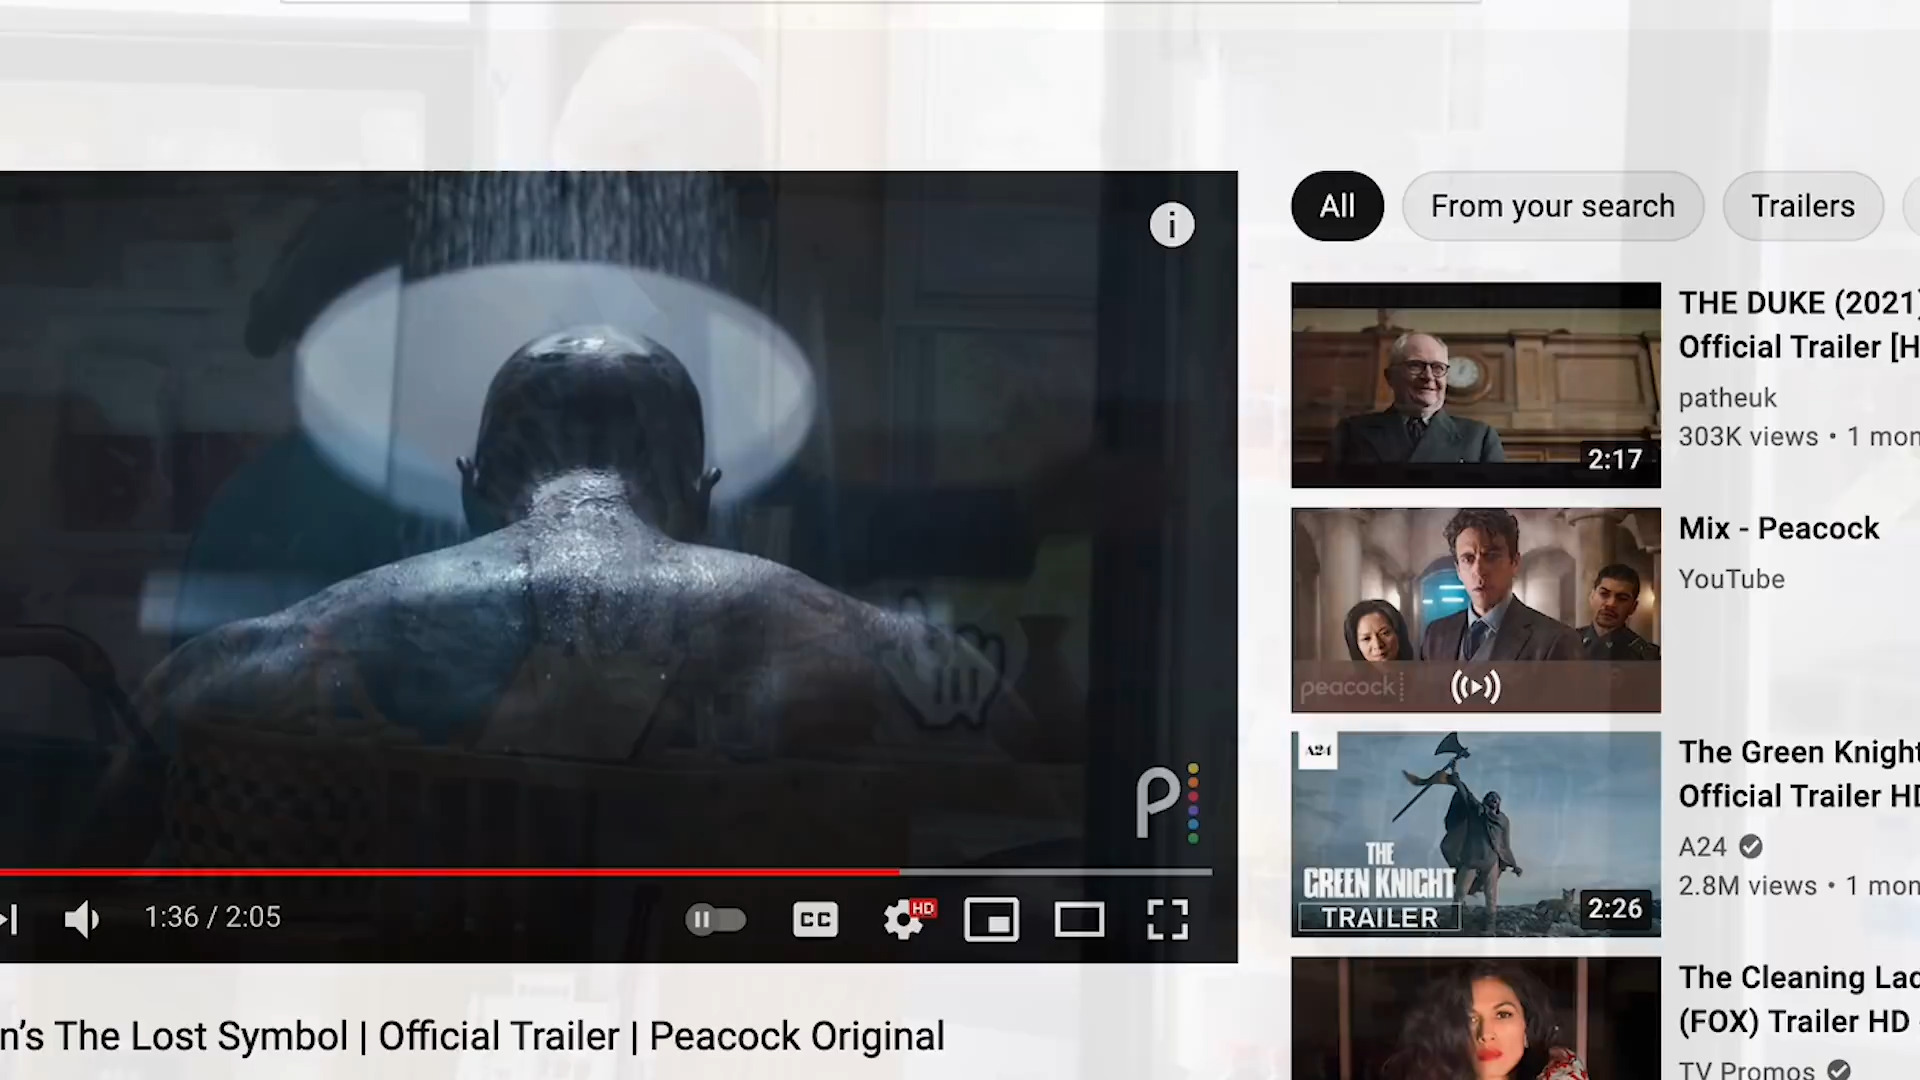 All
From your search
Trailers
THE DUKE (2021)
Official Trailer [H
patheuk
303K views • 1 mon
2:17
Mix - Peacock
YouTube
peacock
A24
THE
GREEN KNIGHT
TRAILER
2:26
The Green Knight
Official Trailer HD
A24
2.8M views • 1 mon
The Cleaning Lad
(FOX) Trailer HD
TV Promos
P
1:36 / 2:05
CC
HD
n’s The Lost Symbol | Official Trailer | Peacock Original